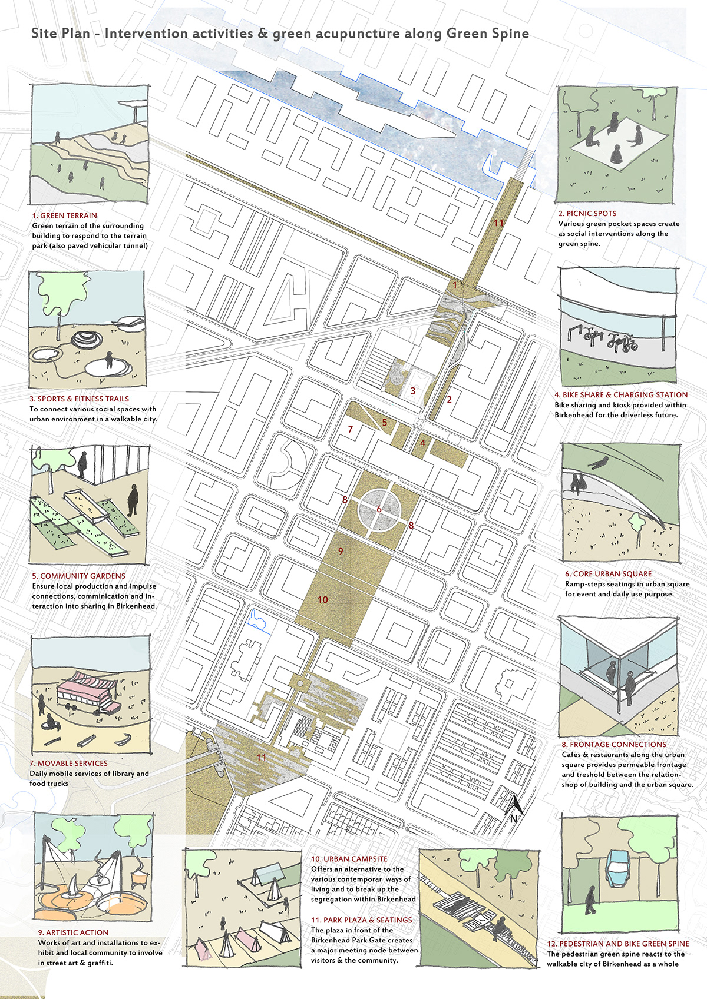 Site Plan - Intervention activities & green acupuncture along Green Spine
1. GREEN TERRAIN
Green terrain of the surrounding
building to respond to the terrain
park (also paved vehicular tunnel)
2. PICNIC SPOTS
Various green pocket spaces create
as social interventions along the
green spine.
3. SPORTS & FITNESS TRAILS
To connect various social spaces with
urban environment in a walkable city.
4. BIKE SHARE & CHARGING STATION
Bike sharing and kiosk provided within
Birkenhead for the driverless future.
5. COMMUNITY GARDENS
Ensure local production and impulse
connections, comminication and in-
teraction into sharing in Birkenhead.
6. CORE URBAN SQUARE
Ramp-steps seatings in urban square
for event and daily use purpose.
7. MOVABLE SERVICES
Daily mobile services of library and
food trucks
8. FRONTAGE CONNECTIONS
Cafes & restaurants along the urban
square provides permeable frontage
and treshold between the relation-
shop of building and the urban square.
9. ARTISTIC ACTION
Works of art and installations to ex-
hibit and local community to involve
in street art & graffiti.
10. URBAN CAMPSITE
Offers an alternative to the
various contemporar ways of
living and to break up the
segregation within Birkenhead
11. PARK PLAZA & SEATINGS
The plaza in front of the
Birkenhead Park Gate creates
a major meeting node between
visitors & the community.
12. PEDESTRIAN AND BIKE GREEN SPINE
The pedestrian green spine reacts to the
walkable city of Birkenhead as a whole
11
1
3
2
5
7
4
8
6
8
9
10
11
N